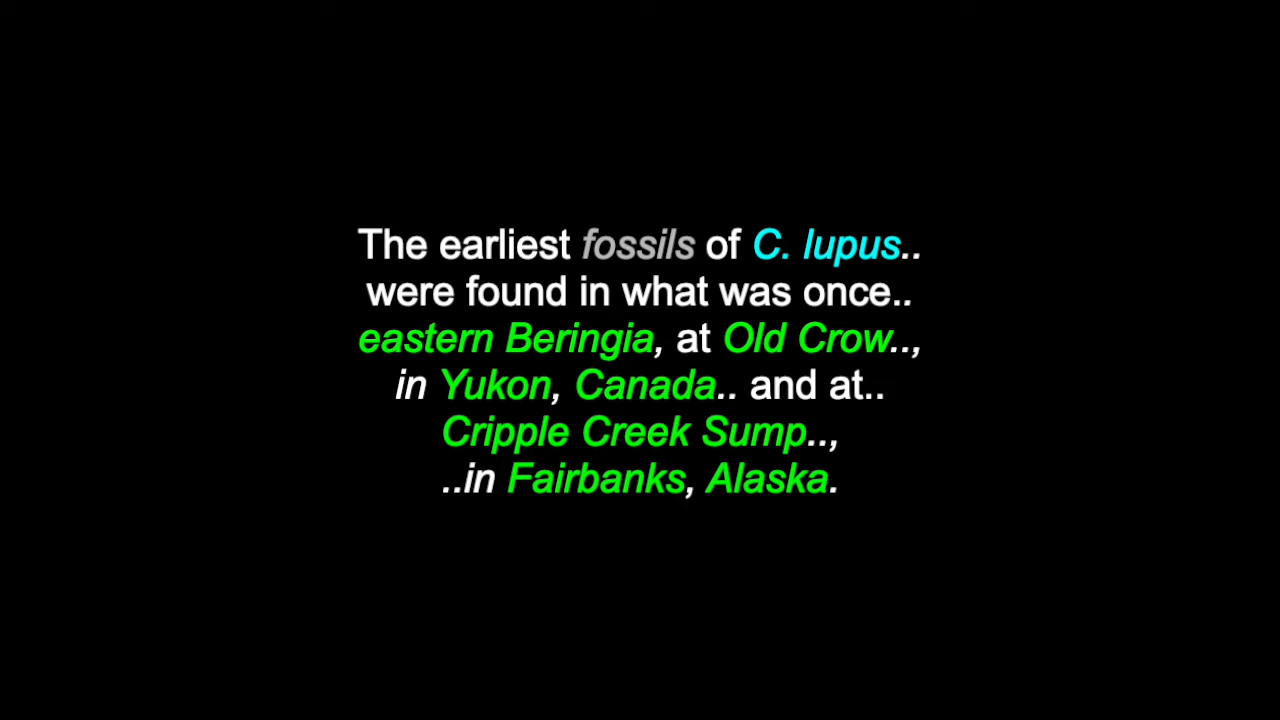 The earliest fossils of C. lupus..
were found in what was once..
eastern Beringia, at Old Crow..,
in Yukon, Canada.. and at..
Cripple Creek Sump..,
..in Fairbanks, Alaska.